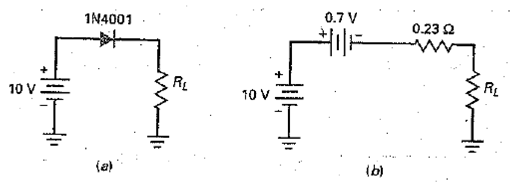 1N4001
+
10 V
−
R_L
(a)
0.7 V
+ −
0.23 Ω
+
10 V
−
R_L
(b)